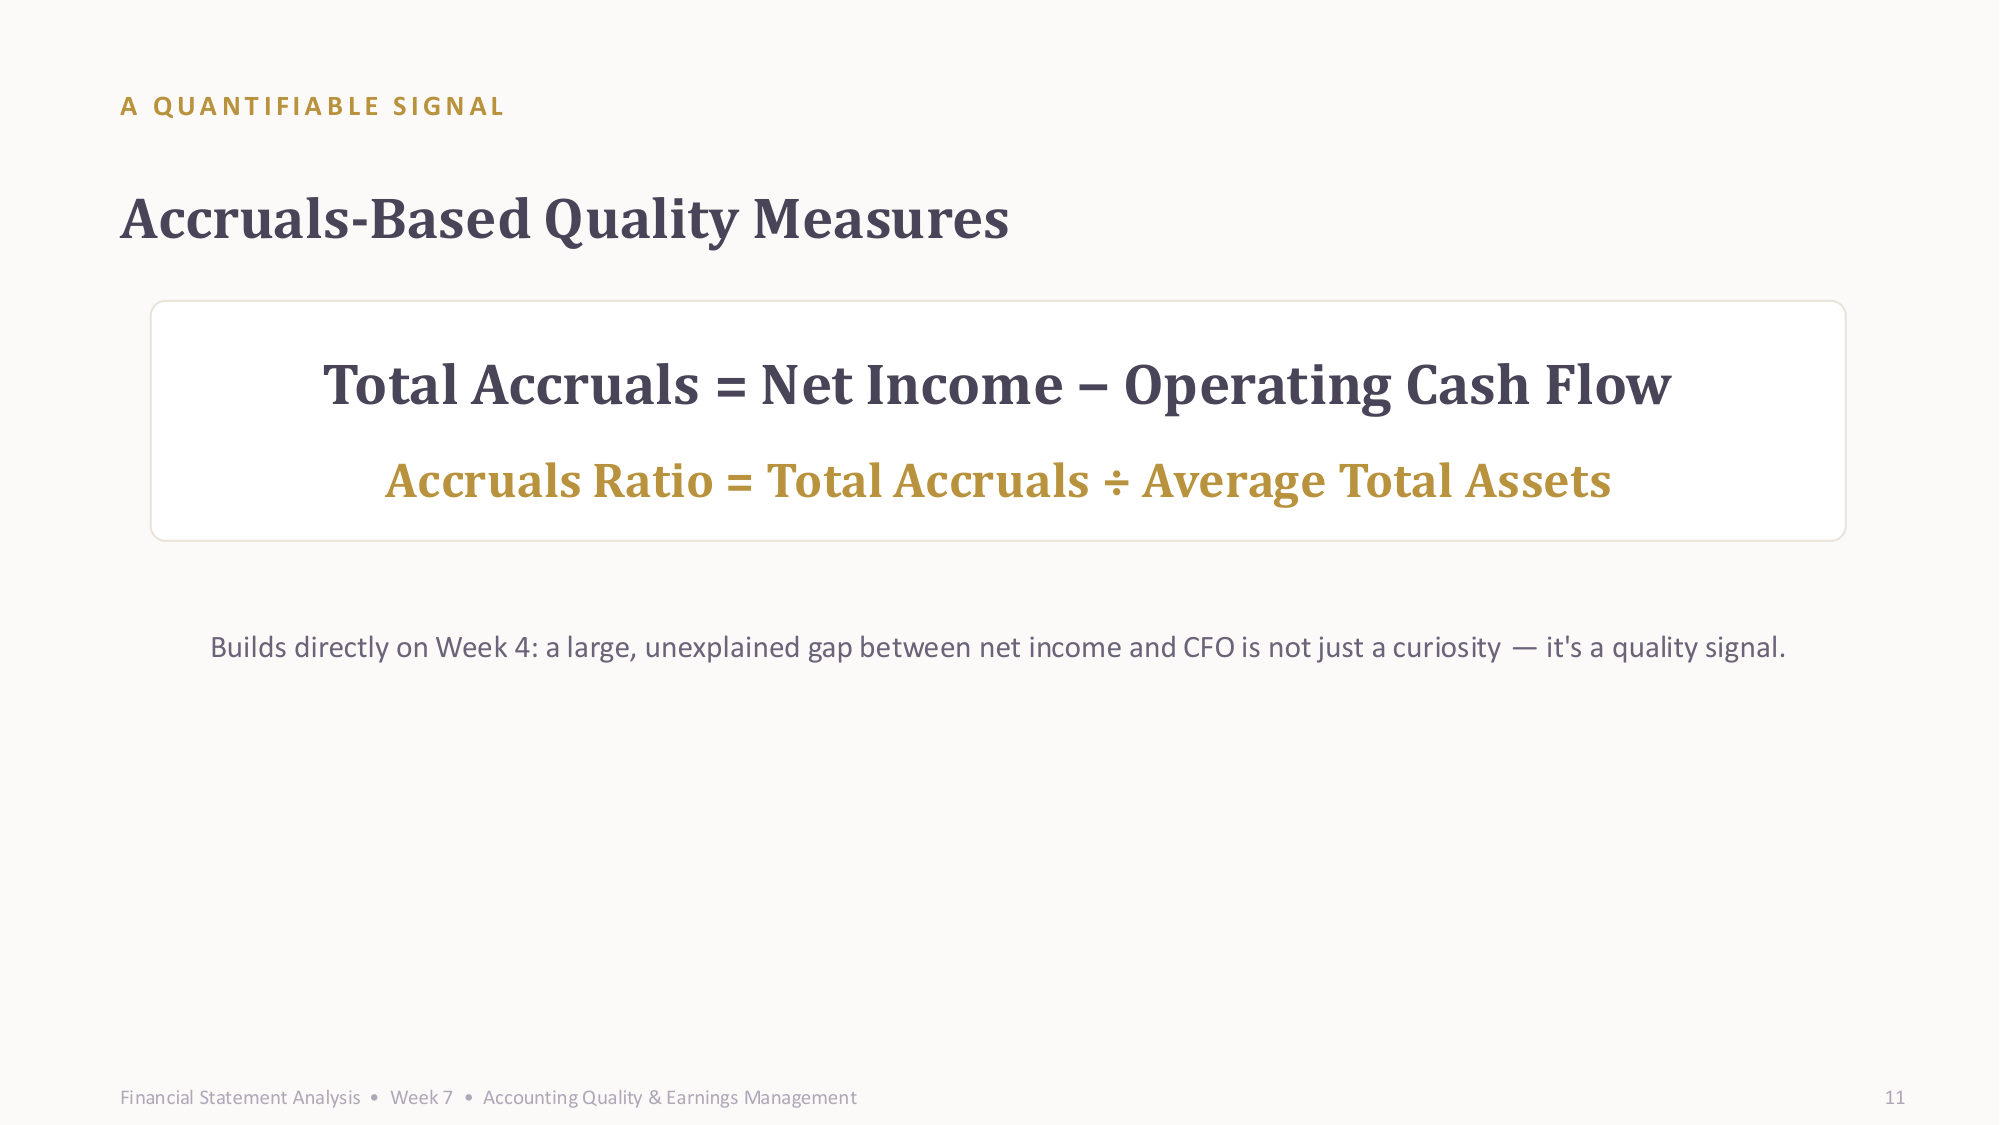 A QUANTIFIABLE SIGNAL
Accruals-Based Quality Measures
Total Accruals = Net Income − Operating Cash Flow
Accruals Ratio = Total Accruals ÷ Average Total Assets
Builds directly on Week 4: a large, unexplained gap between net income and CFO is not just a curiosity — it's a quality signal.
Financial Statement Analysis • Week 7 • Accounting Quality & Earnings Management
11